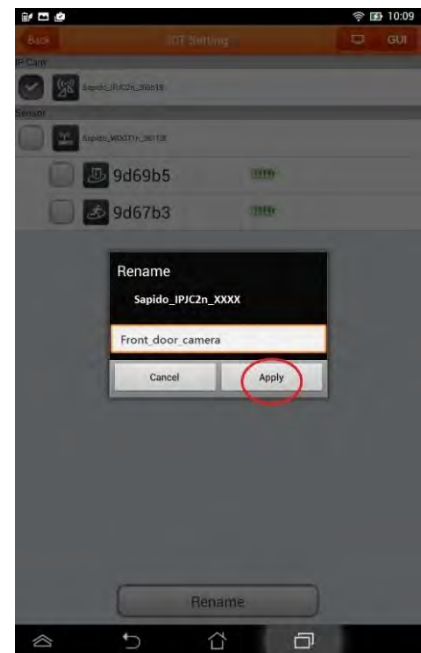 10:09
Back
IOT Setting
GUI
IP Cam
Sensor
9d69b5
9d67b3
Rename
Sapido_IPJC2n_XXXX
Front_door_camera
Cancel
Apply
Rename